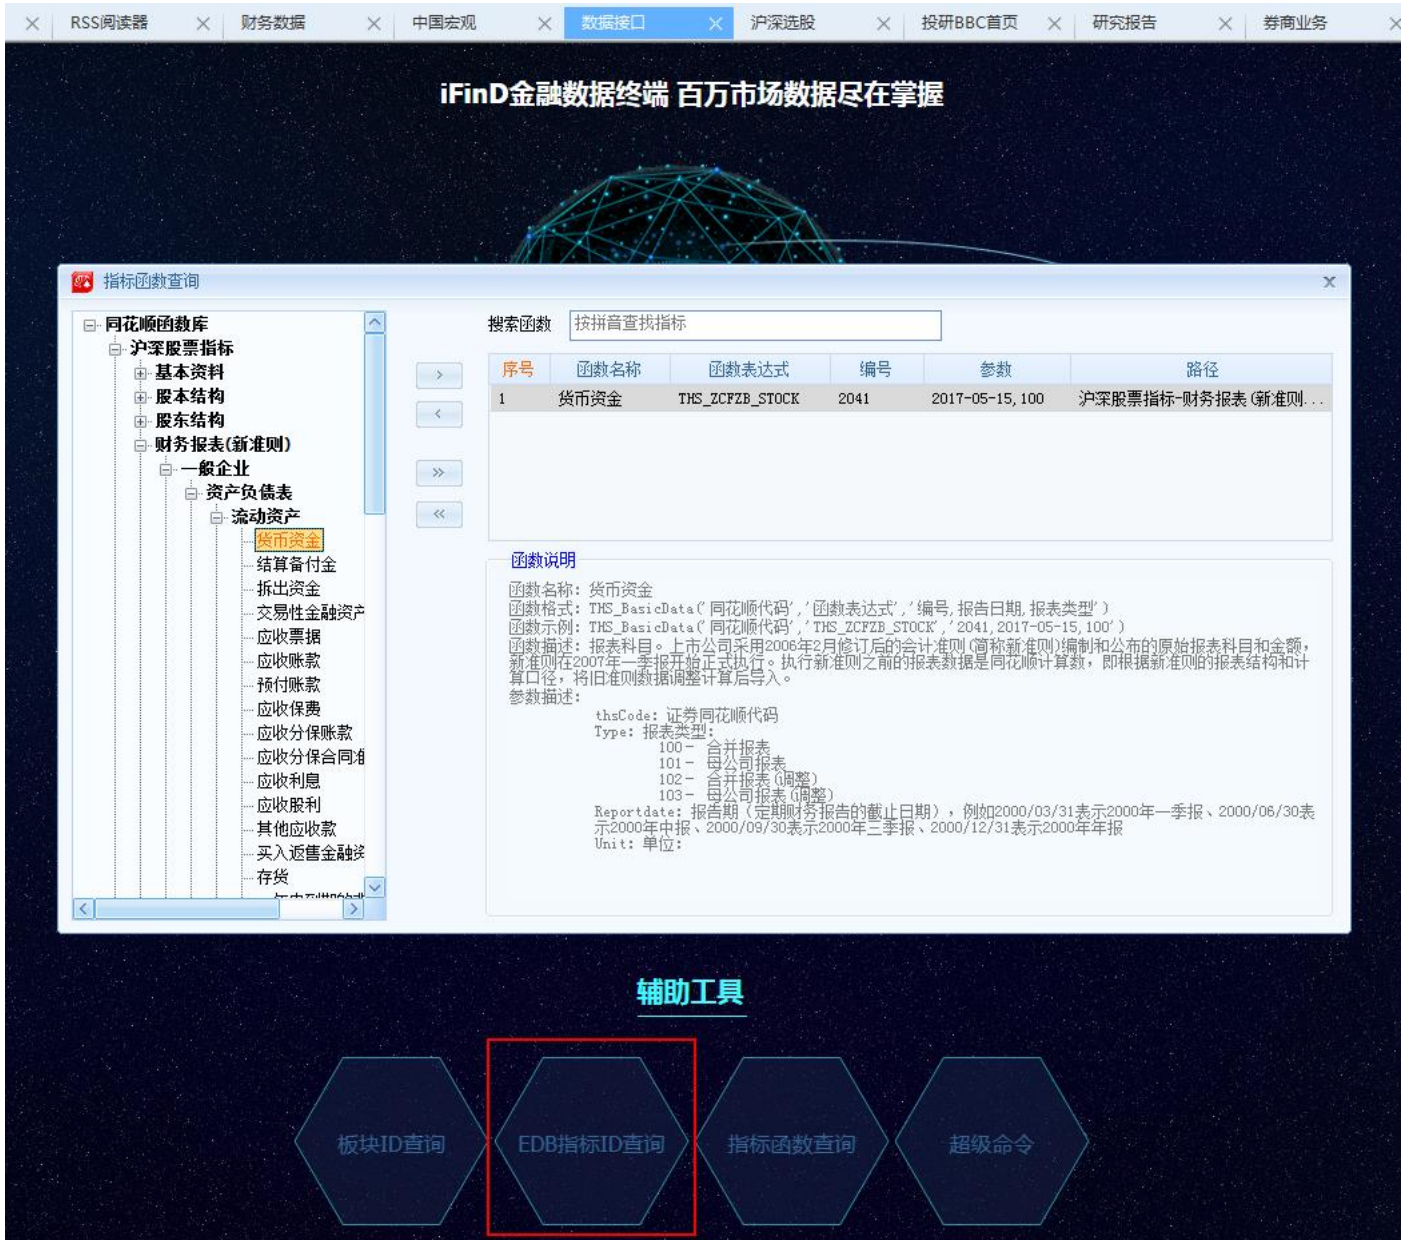 RSS阅读器 财务数据 中国宏观 数据接口 沪深选股 投研BBC首页 研究报告 券商业务
iFinD金融数据终端 百万市场数据尽在掌握
指标函数查询
同花顺函数库
沪深股票指标
基本资料
股本结构
股东结构
财务报表(新准则)
一般企业
资产负债表
流动资产
货币资金
结算备付金
拆出资金
交易性金融资产
应收票据
应收账款
预付账款
应收保费
应收分保账款
应收分保合同准
应收利息
应收股利
其他应收款
买入返售金融资
存货
搜索函数 按拼音查找指标
序号 函数名称 函数表达式 编号 参数 路径
1 货币资金 THS_ZCFZB_STOCK 2041 2017-05-15,100 沪深股票指标-财务报表(新准则...
函数说明
函数名称: 货币资金
函数格式: THS_BasicData('同花顺代码','函数表达式','编号,报告日期,报表类型')
函数示例: THS_BasicData('同花顺代码','THS_ZCFZB_STOCK','2041,2017-05-15,100')
函数描述: 报表科目。上市公司采用2006年2月修订后的会计准则(简称新准则)编制和公布的原始报表科目和金额,
新准则在2007年一季报开始正式执行。执行新准则之前的报表数据是同花顺计算数, 即根据新准则的报表结构和计
算口径, 将旧准则数据调整计算后导入。
参数描述:
thsCode: 证券同花顺代码
Type: 报表类型:
100- 合并报表
101- 母公司报表
102- 合并报表(调整)
103- 母公司报表(调整)
Reportdate: 报告期（定期财务报告的截止日期）, 例如2000/03/31表示2000年一季报、2000/06/30表
示2000年中报、2000/09/30表示2000年三季报、2000/12/31表示2000年年报
Unit: 单位:
辅助工具
板块ID查询 EDB指标ID查询 指标函数查询 超级命令